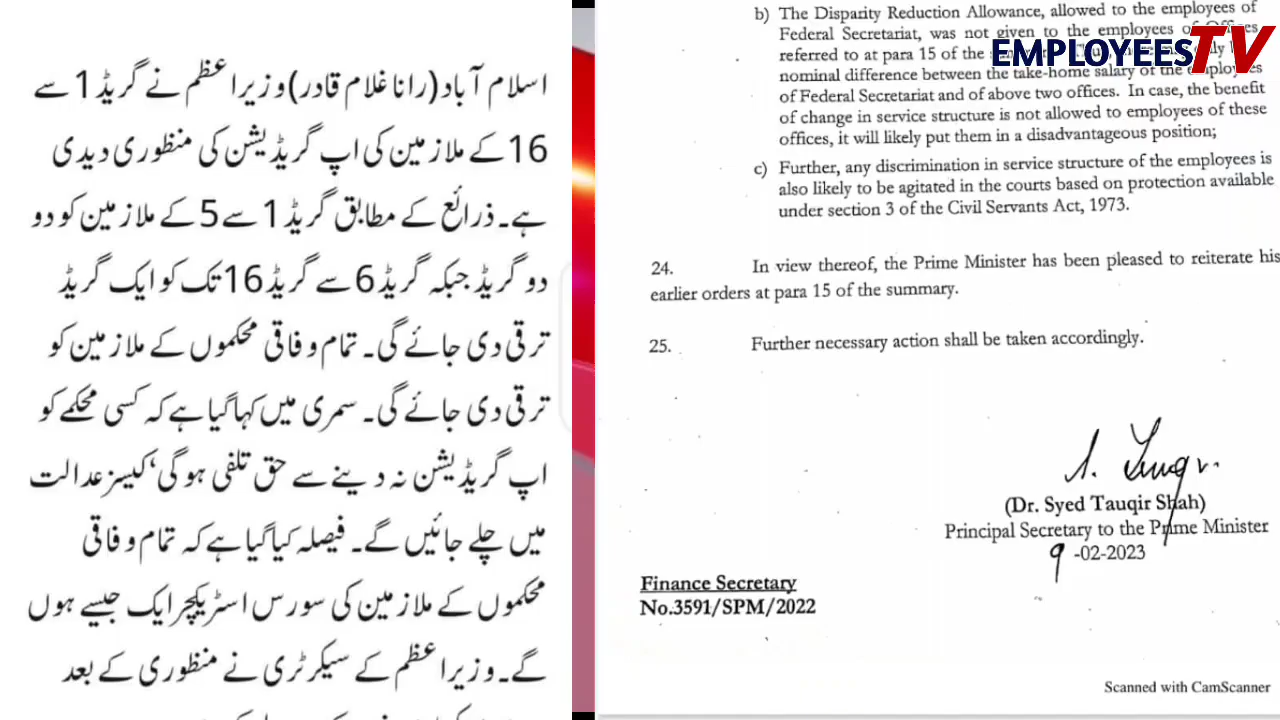 اسلام آباد (رانا غلام قادر) وزیراعظم نے گریڈ 1 سے
16 کے ملازمین کی اپ گریڈیشن کی منظوری دیدی
ہے۔ ذرائع کے مطابق گریڈ 1 سے 5 کے ملازمین کو دو
دو گریڈ جبکہ گریڈ 6 سے گریڈ 16 تک کو ایک گریڈ
ترقی دی جائے گی۔ تمام وفاقی محکموں کے ملازمین کو
ترقی دی جائے گی۔ سمری میں کہا گیا ہے کہ کسی محکمے کو
اپ گریڈیشن نہ دینے سے حق تلفی ہوگی، کیسز عدالت
میں چلے جائیں گے۔ فیصلہ کیا گیا ہے کہ تمام وفاقی
محکموں کے ملازمین کی سورس اسٹریکچر ایک جیسے ہوں
گے۔ وزیراعظم کے سیکرٹری نے منظوری کے بعد
EMPLOYEES TV
b) The Disparity Reduction Allowance, allowed to the employees of
Federal Secretariat, was not given to the employees of Offices
referred to at para 15 of the
nominal difference between the take-home salary of the employees
of Federal Secretariat and of above two offices. In case, the benefit
of change in service structure is not allowed to employees of these
offices, it will likely put them in a disadvantageous position;
c) Further, any discrimination in service structure of the employees is
also likely to be agitated in the courts based on protection available
under section 3 of the Civil Servants Act, 1973.
24. In view thereof, the Prime Minister has been pleased to reiterate his
earlier orders at para 15 of the summary.
25. Further necessary action shall be taken accordingly.
(Dr. Syed Tauqir Shah)
Principal Secretary to the Prime Minister
9 -02-2023
Finance Secretary
No.3591/SPM/2022
Scanned with CamScanner